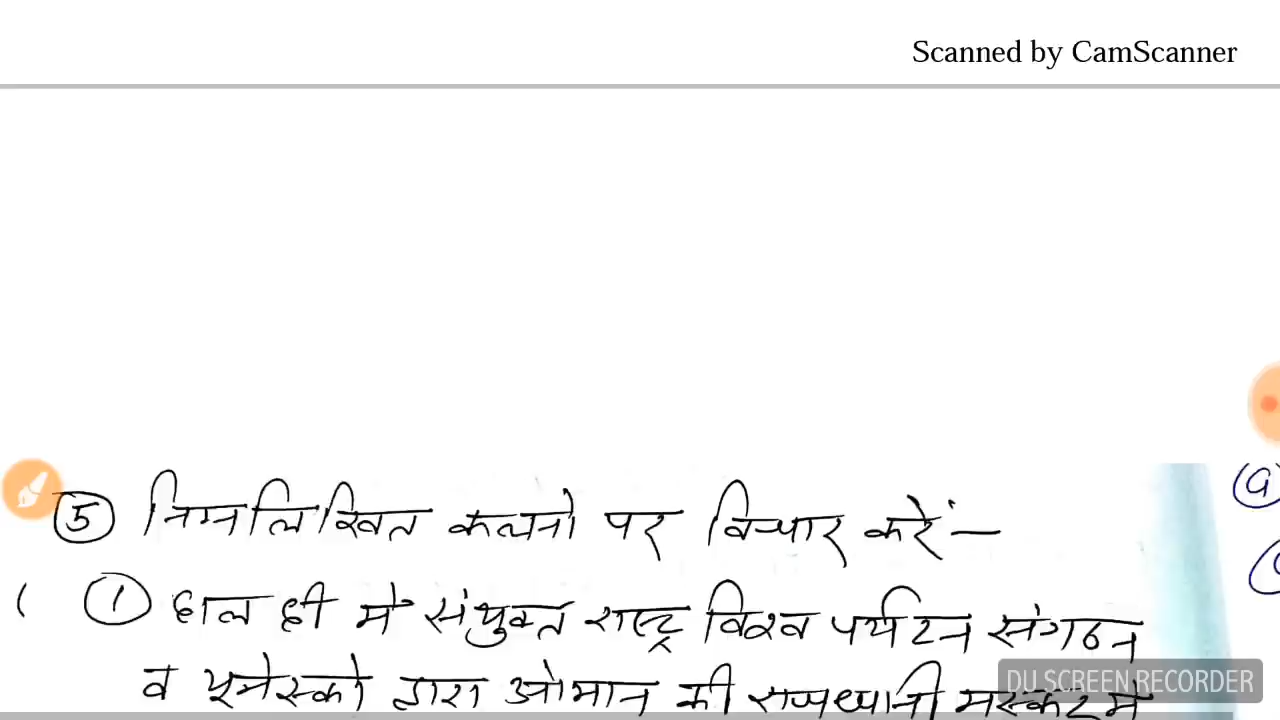 Scanned by CamScanner
⑤ निम्नलिखित कथनो पर विचार करें:—
( ① हाल ही मे संयुक्त राष्ट्र विश्व पर्यटन संगठन
व यूनेस्को द्वारा ओमान की राजधानी मस्कट मे
DU SCREEN RECORDER